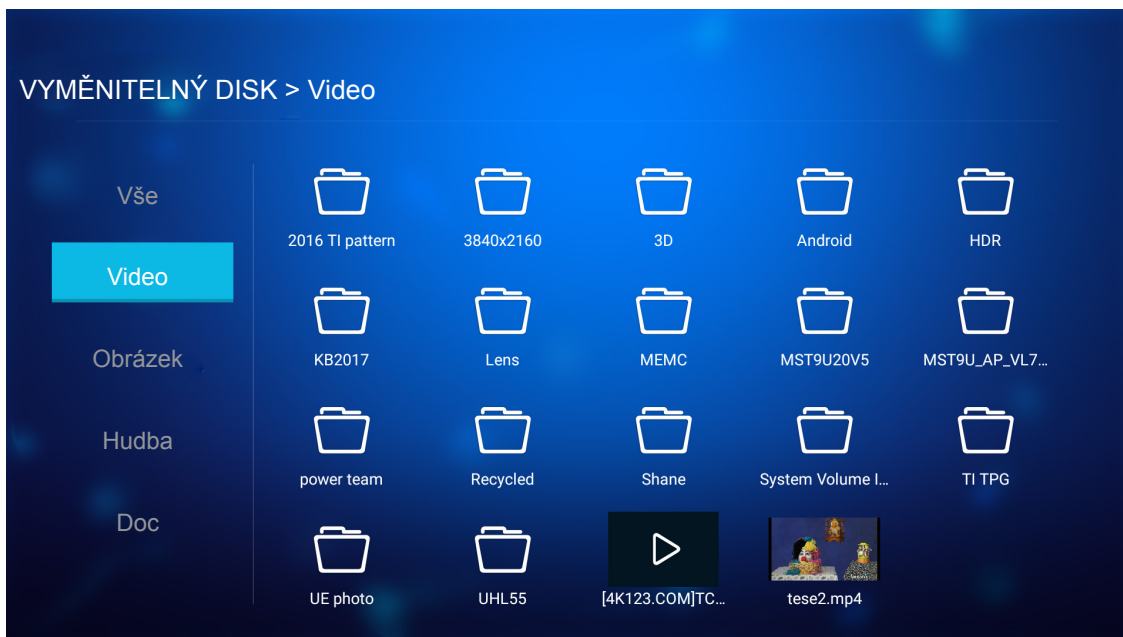 VYMĚNITELNÝ DISK > Video
Vše
Video
Obrázek
Hudba
Doc
2016 TI pattern
3840x2160
3D
Android
HDR
KB2017
Lens
MEMC
MST9U20V5
MST9U_AP_VL7...
power team
Recycled
Shane
System Volume I...
TI TPG
UE photo
UHL55
[4K123.COM]TC...
tese2.mp4